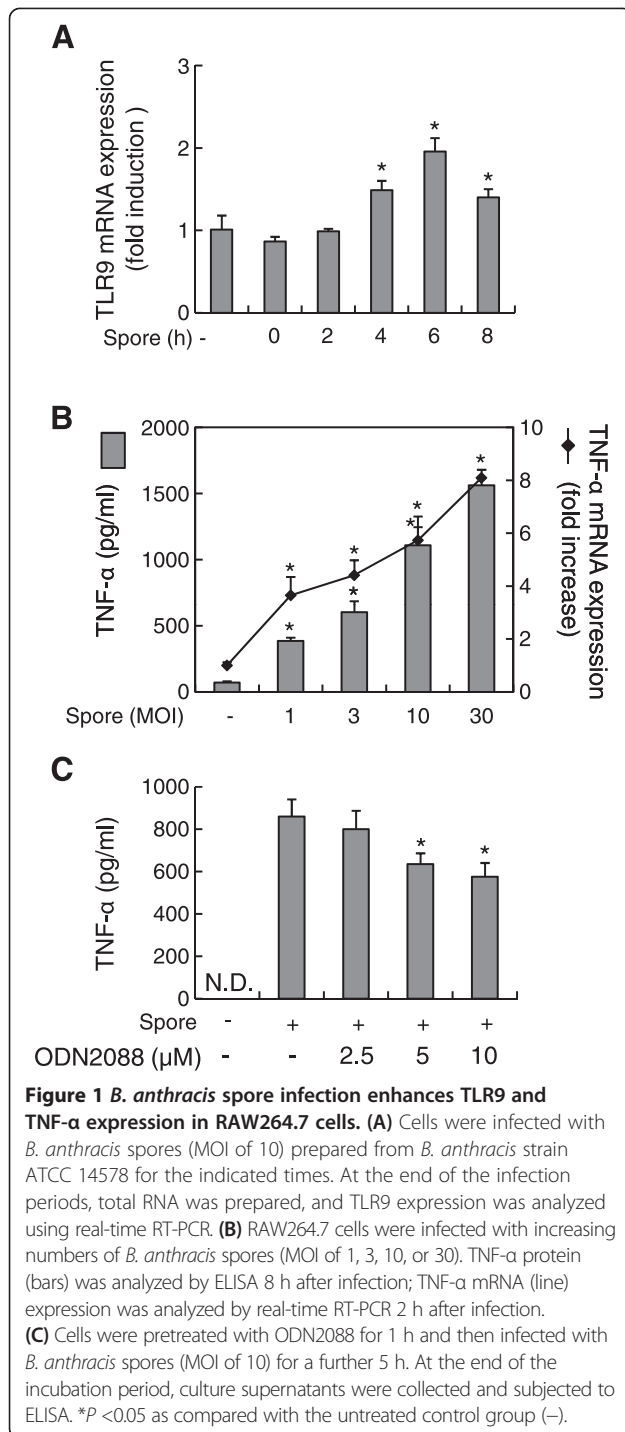 A
TLR9 mRNA expression
(fold induction )
3
2
1
0
* * *
Spore (h) - 0 2 4 6 8
B
TNF-α (pg/ml)
2000
1500
1000
500
0
10
8
6
4
2
0
TNF-α mRNA expression
(fold increase)
* * * * * * *
Spore (MOI) - 1 3 10 30
C
TNF-α (pg/ml)
1000
800
600
400
200
0
N.D.
* *
Spore - + + + +
ODN2088 (μM) - - 2.5 5 10
Figure 1 B. anthracis spore infection enhances TLR9 and
TNF-α expression in RAW264.7 cells. (A) Cells were infected with
B. anthracis spores (MOI of 10) prepared from B. anthracis strain
ATCC 14578 for the indicated times. At the end of the infection
periods, total RNA was prepared, and TLR9 expression was analyzed
using real-time RT-PCR. (B) RAW264.7 cells were infected with increasing
numbers of B. anthracis spores (MOI of 1, 3, 10, or 30). TNF-α protein
(bars) was analyzed by ELISA 8 h after infection; TNF-α mRNA (line)
expression was analyzed by real-time RT-PCR 2 h after infection.
(C) Cells were pretreated with ODN2088 for 1 h and then infected with
B. anthracis spores (MOI of 10) for a further 5 h. At the end of the
incubation period, culture supernatants were collected and subjected to
ELISA. *P <0.05 as compared with the untreated control group (–).